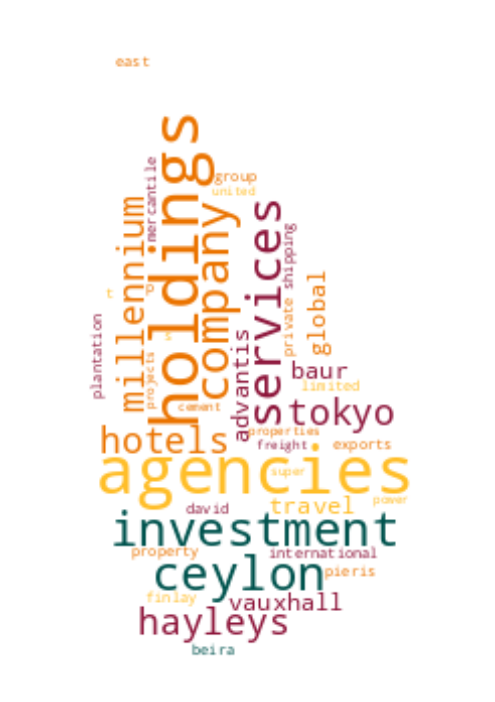 east
holdings
mercantile
group
united
millennium
company
services
shipping
global
private
plantation
projects
s
advantis
baur
limited
cement
tokyo
hotels
properties
freight
exports
agencies
super
power
travel
david
investment
property
international
ceylon
pieris
finlay
vauxhall
hayleys
beira